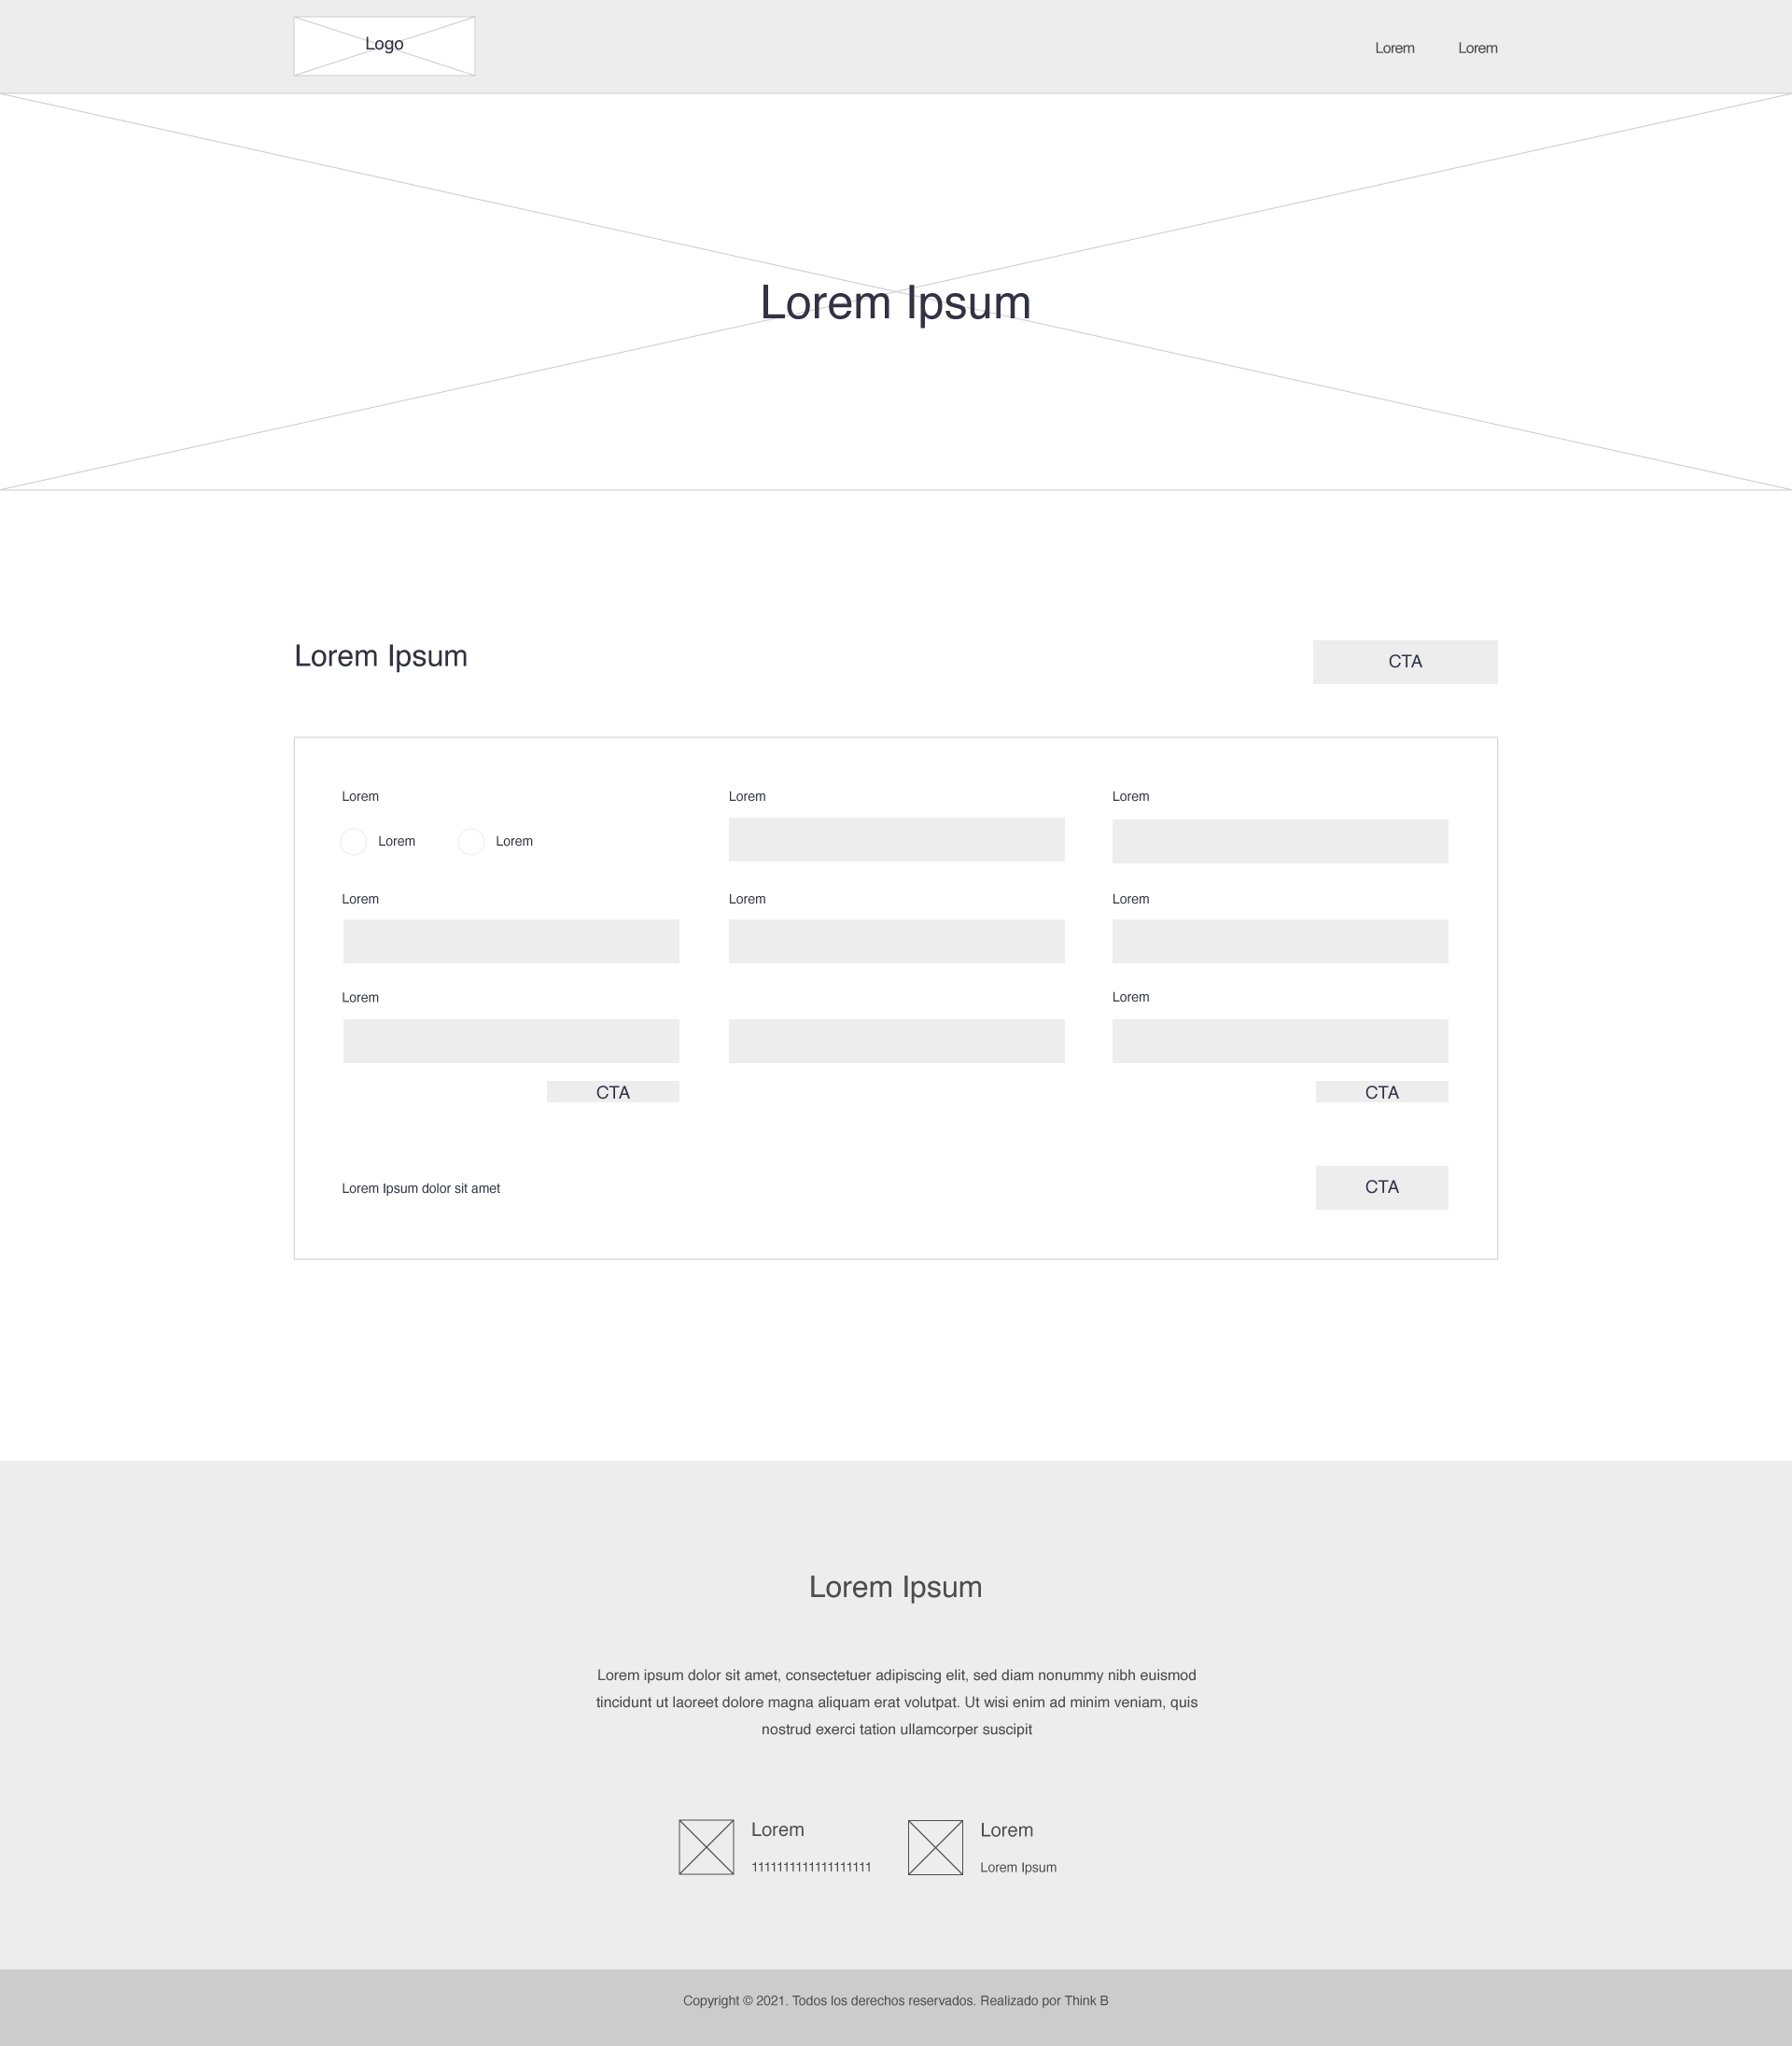 Logo
Lorem Lorem
Lorem Ipsum
Lorem Ipsum
CTA
Lorem Lorem Lorem
Lorem Lorem
Lorem Lorem Lorem
Lorem Lorem
CTA CTA
Lorem Ipsum dolor sit amet
CTA
Lorem Ipsum
Lorem ipsum dolor sit amet, consectetuer adipiscing elit, sed diam nonummy nibh euismod
tincidunt ut laoreet dolore magna aliquam erat volutpat. Ut wisi enim ad minim veniam, quis
nostrud exerci tation ullamcorper suscipit
Lorem
1111111111111111111
Lorem
Lorem Ipsum
Copyright © 2021. Todos los derechos reservados. Realizado por Think B